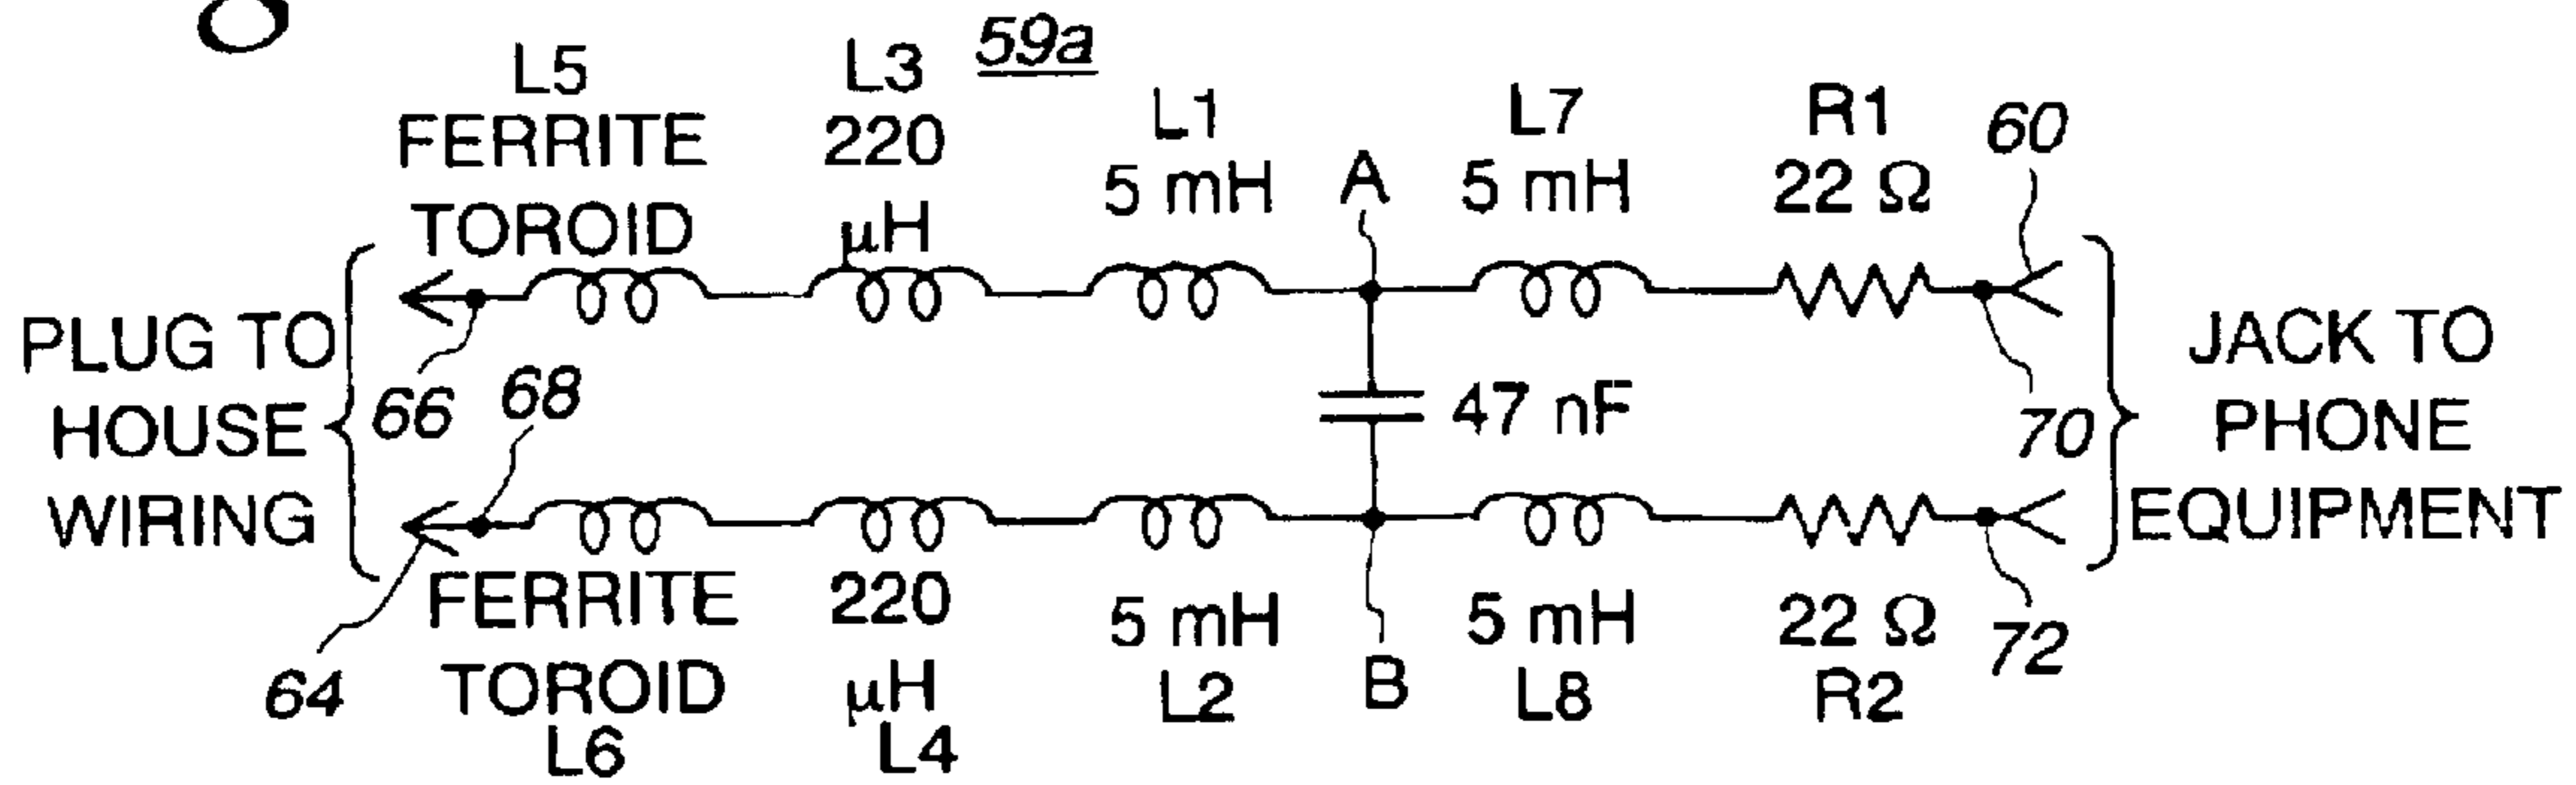 59a
L5
FERRITE
TOROID
L3
220
µH
L1
5 mH
A
L7
5 mH
R1
22 Ω
60
PLUG TO
HOUSE
WIRING
66
68
47 nF
70
JACK TO
PHONE
EQUIPMENT
64
FERRITE
TOROID
L6
220
µH
L4
5 mH
L2
B
5 mH
L8
22 Ω
R2
72